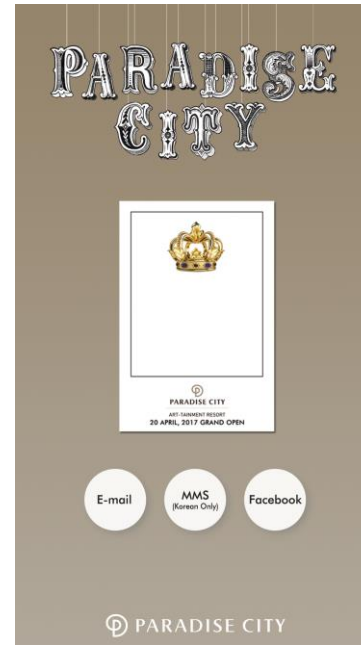 PARADISE
CITY
PARADISE CITY
ART-TAINMENT RESORT
20 APRIL, 2017 GRAND OPEN
E-mail
MMS
(Korean Only)
Facebook
PARADISE CITY